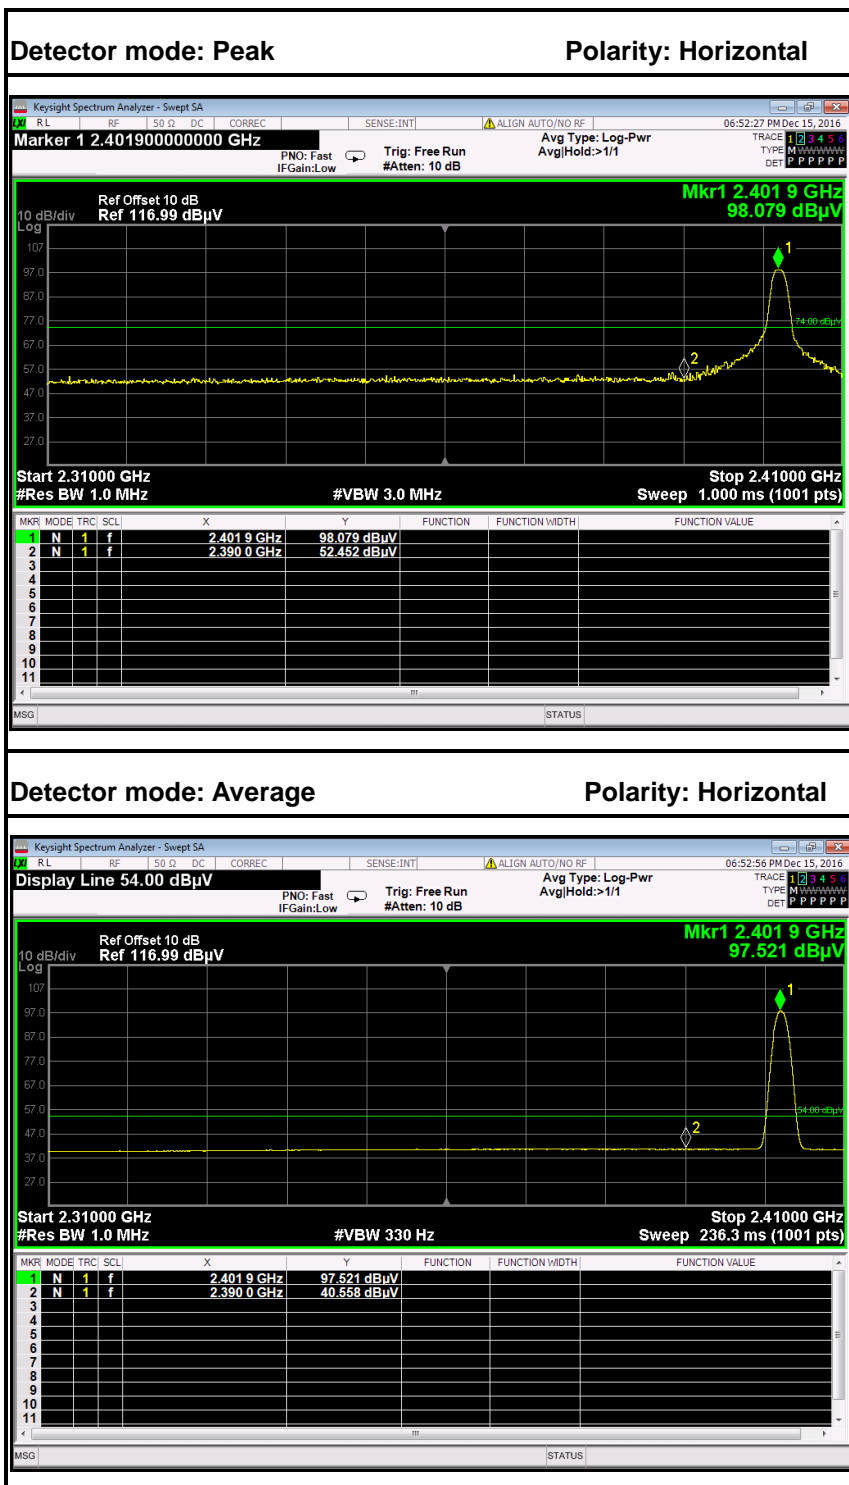 Detector mode: Peak Polarity: Horizontal
Keysight Spectrum Analyzer - Swept SA
LXI RL RF 50 Ω DC CORREC SENSE:INT ALIGN AUTO/NO RF 06:52:27 PM Dec 15, 2016
Marker 1 2.401900000000 GHz PNO: Fast Trig: Free Run Avg Type: Log-Pwr TRACE 1 2 3 4 5 6
IFGain:Low #Atten: 10 dB Avg|Hold:>1/1 TYPE M WWWWW
DET P P P P P P
Mkr1 2.401 9 GHz
98.079 dBµV
Ref Offset 10 dB
10 dB/div Ref 116.99 dBµV
Log
107
97.0
87.0
77.0
67.0
57.0
47.0
37.0
27.0
1
74.00 dBµV
2
Start 2.31000 GHz Stop 2.41000 GHz
#Res BW 1.0 MHz #VBW 3.0 MHz Sweep 1.000 ms (1001 pts)
MKR MODE TRC SCL X Y FUNCTION FUNCTION WIDTH FUNCTION VALUE
1 N 1 f 2.401 9 GHz 98.079 dBµV
2 N 1 f 2.390 0 GHz 52.452 dBµV
3
4
5
6
7
8
9
10
11
MSG STATUS
Detector mode: Average Polarity: Horizontal
Keysight Spectrum Analyzer - Swept SA
LXI RL RF 50 Ω DC CORREC SENSE:INT ALIGN AUTO/NO RF 06:52:56 PM Dec 15, 2016
Display Line 54.00 dBµV PNO: Fast Trig: Free Run Avg Type: Log-Pwr TRACE 1 2 3 4 5 6
IFGain:Low #Atten: 10 dB Avg|Hold:>1/1 TYPE M WWWWW
DET P P P P P P
Mkr1 2.401 9 GHz
97.521 dBµV
Ref Offset 10 dB
10 dB/div Ref 116.99 dBµV
Log
107
97.0
87.0
77.0
67.0
57.0
47.0
37.0
27.0
1
54.00 dBµV
2
Start 2.31000 GHz Stop 2.41000 GHz
#Res BW 1.0 MHz #VBW 330 Hz Sweep 236.3 ms (1001 pts)
MKR MODE TRC SCL X Y FUNCTION FUNCTION WIDTH FUNCTION VALUE
1 N 1 f 2.401 9 GHz 97.521 dBµV
2 N 1 f 2.390 0 GHz 40.558 dBµV
3
4
5
6
7
8
9
10
11
MSG STATUS